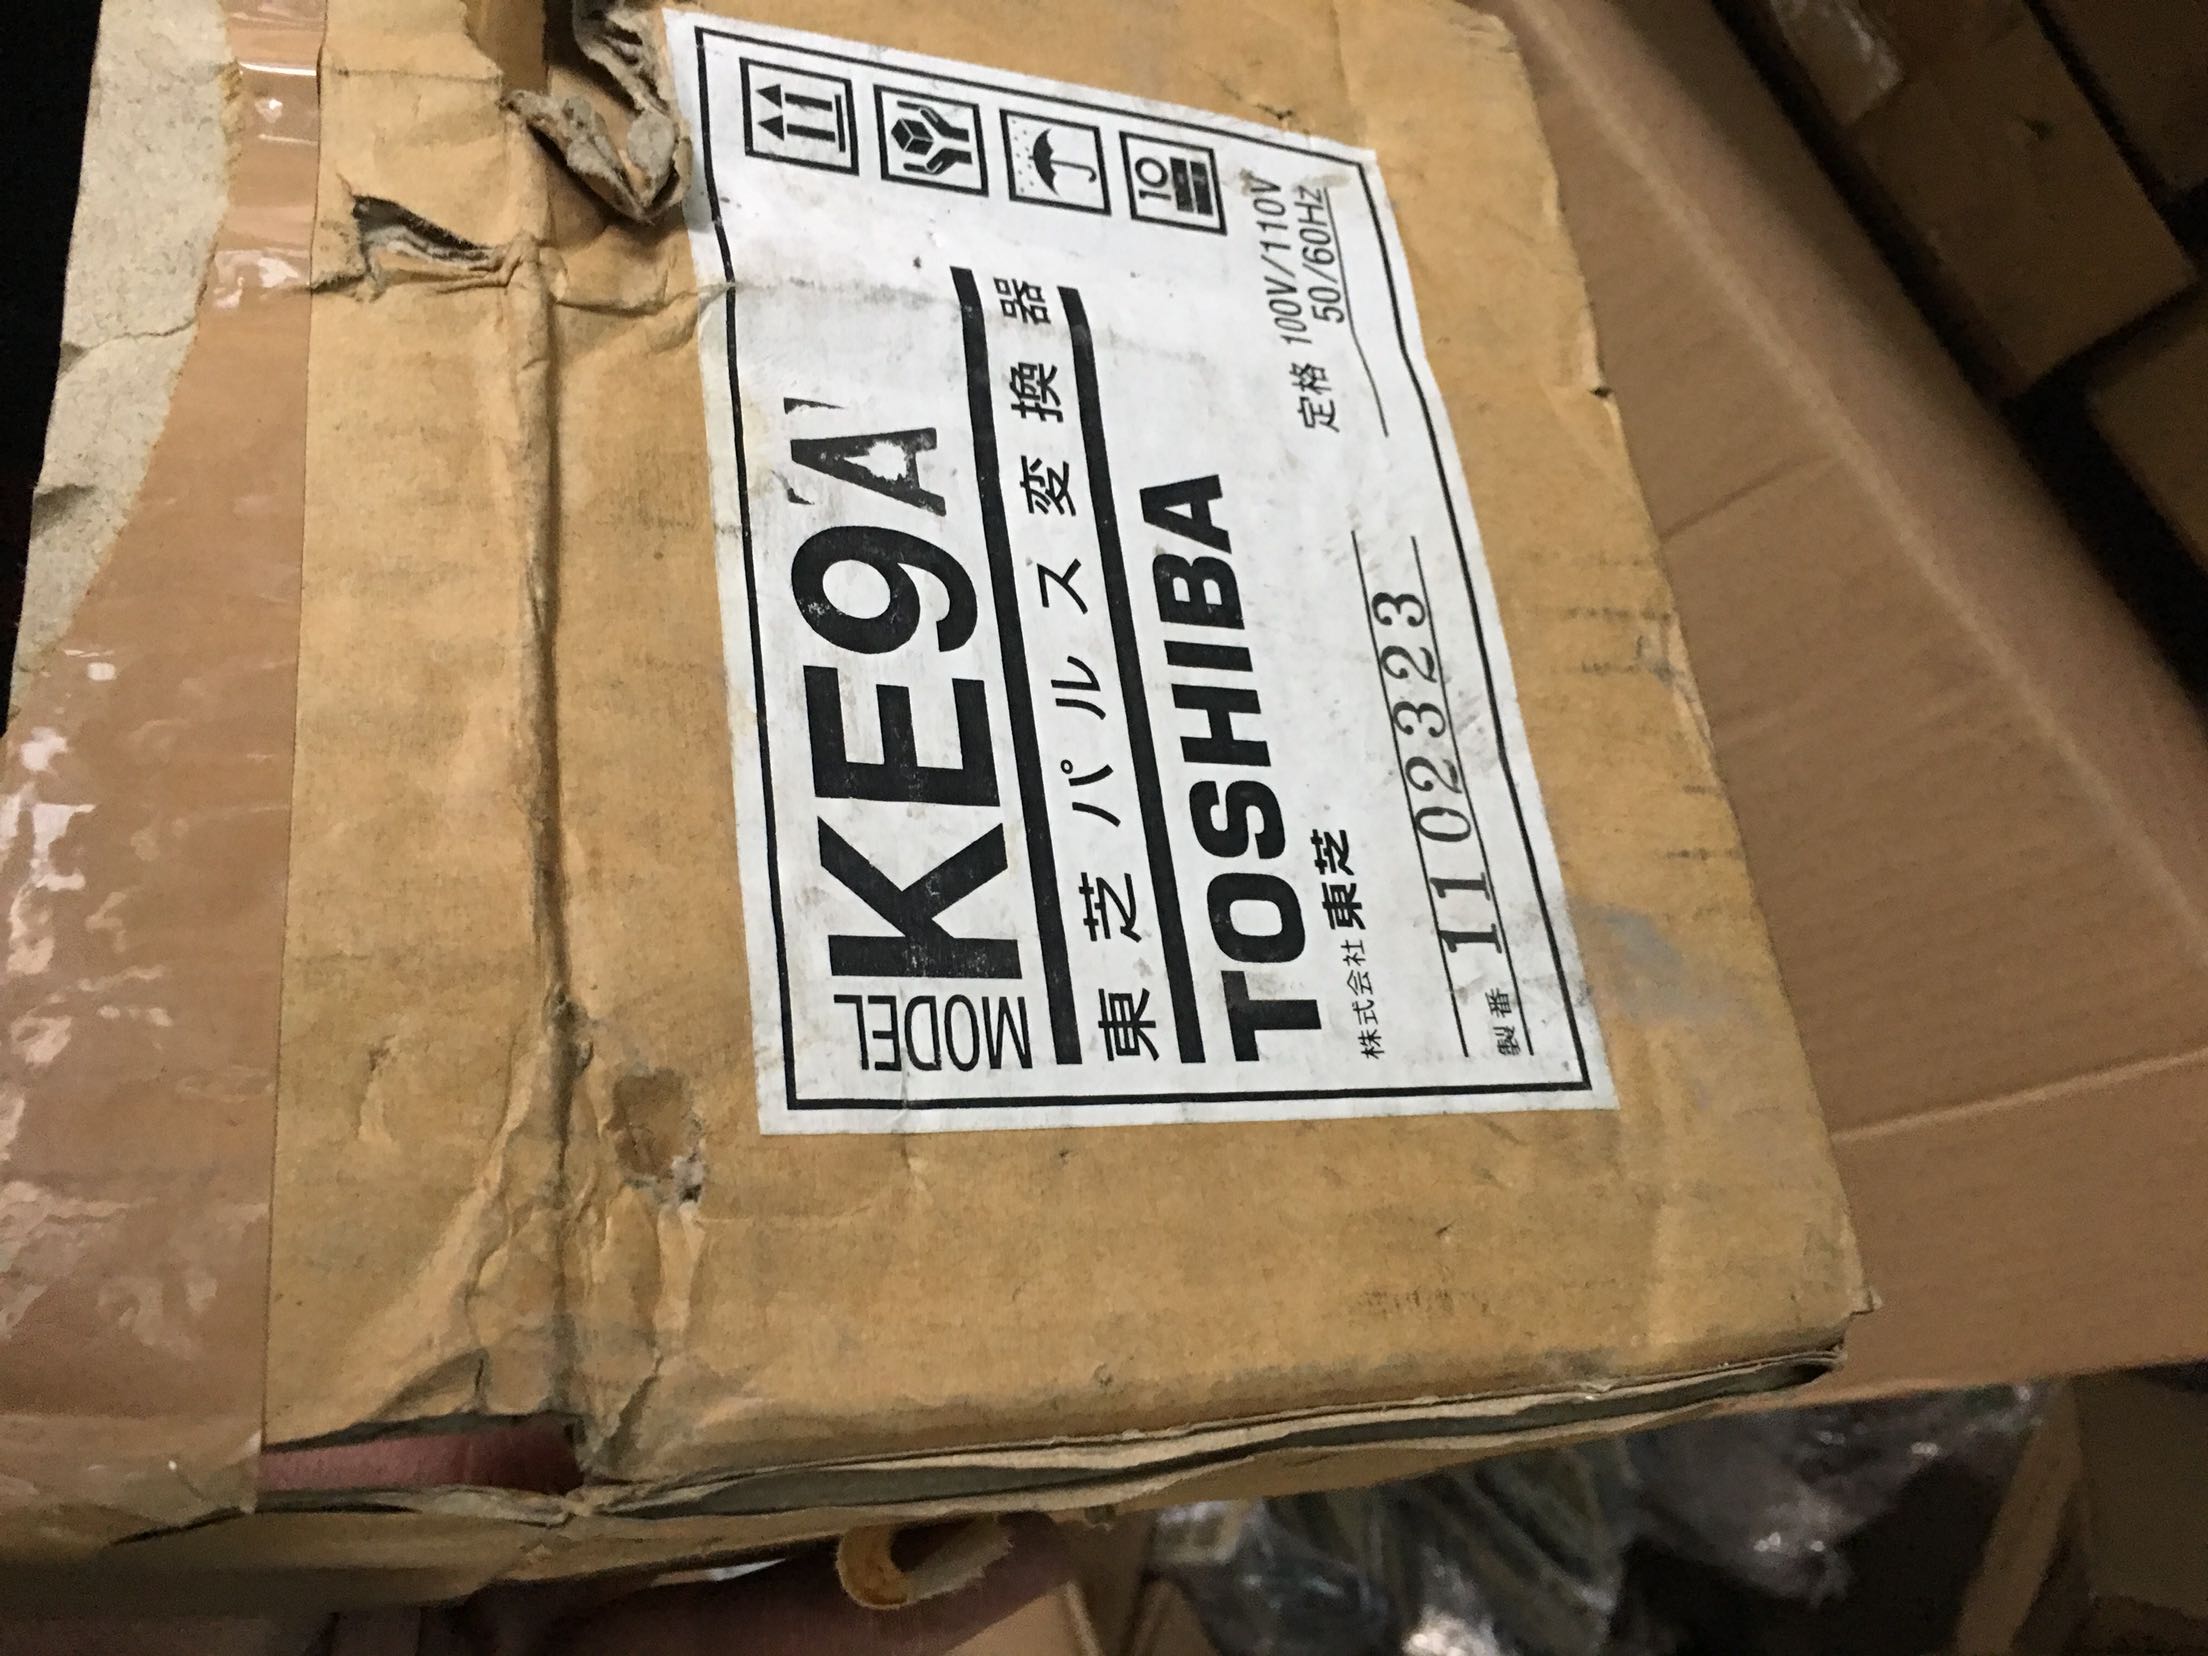 MODEL KE9A
東芝パルス変換器
TOSHIBA
定格 100V/110V
50/60Hz
株式会社 東芝
製番 1102323
10